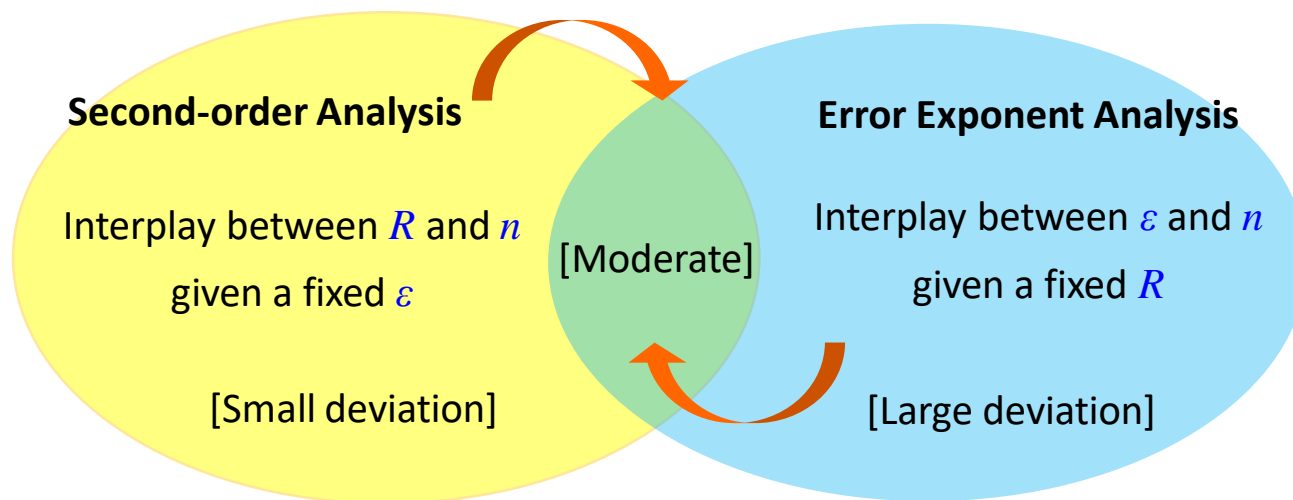 Second-order Analysis
Interplay between R and n
given a fixed ε
[Small deviation]
[Moderate]
Error Exponent Analysis
Interplay between ε and n
given a fixed R
[Large deviation]